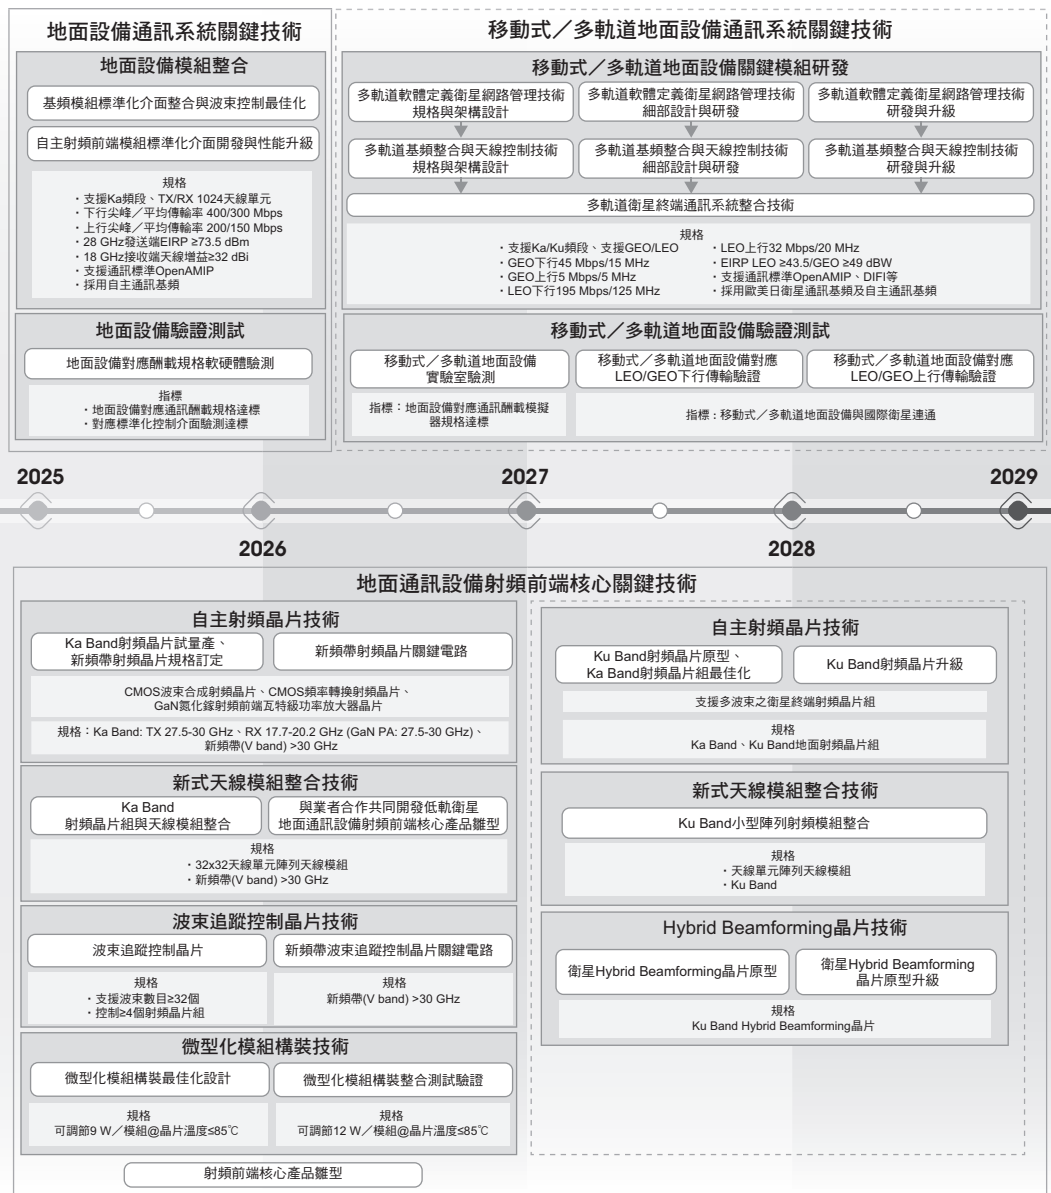 地面設備通訊系統關鍵技術
地面設備模組整合
基頻模組標準化介面整合與波束控制最佳化
自主射頻前端模組標準化介面開發與性能升級
規格
・支援Ka頻段、TX/RX 1024天線單元
・下行尖峰／平均傳輸率 400/300 Mbps
・上行尖峰／平均傳輸率 200/150 Mbps
・28 GHz發送端EIRP ≥73.5 dBm
・18 GHz接收端天線增益≥32 dBi
・支援通訊標準OpenAMIP
・採用自主通訊基頻
地面設備驗證測試
地面設備對應酬載規格軟硬體驗測
指標
・地面設備對應通訊酬載規格達標
・對應標準化控制介面驗測達標
移動式／多軌道地面設備通訊系統關鍵技術
移動式／多軌道地面設備關鍵模組研發
多軌道軟體定義衛星網路管理技術
規格與架構設計
多軌道軟體定義衛星網路管理技術
細部設計與研發
多軌道軟體定義衛星網路管理技術
研發與升級
多軌道基頻整合與天線控制技術
規格與架構設計
多軌道基頻整合與天線控制技術
細部設計與研發
多軌道基頻整合與天線控制技術
研發與升級
多軌道衛星終端通訊系統整合技術
規格
・支援Ka/Ku頻段、支援GEO/LEO
・GEO下行45 Mbps/15 MHz
・GEO上行5 Mbps/5 MHz
・LEO下行195 Mbps/125 MHz
・LEO上行32 Mbps/20 MHz
・EIRP LEO ≥43.5/GEO ≥49 dBW
・支援通訊標準OpenAMIP、DIFI等
・採用歐美日衛星通訊基頻及自主通訊基頻
移動式／多軌道地面設備驗證測試
移動式／多軌道地面設備
實驗室驗測
移動式／多軌道地面設備對應
LEO/GEO下行傳輸驗證
移動式／多軌道地面設備對應
LEO/GEO上行傳輸驗證
指標：地面設備對應通訊酬載模擬
器規格達標
指標：移動式／多軌道地面設備與國際衛星連通
2025
2027
2029
2026
2028
地面通訊設備射頻前端核心關鍵技術
自主射頻晶片技術
Ka Band射頻晶片試量產、
新頻帶射頻晶片規格訂定
新頻帶射頻晶片關鍵電路
CMOS波束合成射頻晶片、CMOS頻率轉換射頻晶片、
GaN氮化鎵射頻前端瓦特級功率放大器晶片
規格：Ka Band: TX 27.5-30 GHz、RX 17.7-20.2 GHz (GaN PA: 27.5-30 GHz)、
新頻帶(V band) >30 GHz
新式天線模組整合技術
Ka Band
射頻晶片組與天線模組整合
與業者合作共同開發低軌衛星
地面通訊設備射頻前端核心產品雛型
規格
・32x32天線單元陣列天線模組
・新頻帶(V band) >30 GHz
波束追蹤控制晶片技術
波束追蹤控制晶片
新頻帶波束追蹤控制晶片關鍵電路
規格
・支援波束數目≥32個
・控制≥4個射頻晶片組
規格
新頻帶(V band) >30 GHz
微型化模組構裝技術
微型化模組構裝最佳化設計
微型化模組構裝整合測試驗證
規格
可調節9 W／模組@晶片溫度≤85℃
規格
可調節12 W／模組@晶片溫度≤85℃
射頻前端核心產品雛型
自主射頻晶片技術
Ku Band射頻晶片原型、
Ka Band射頻晶片組最佳化
Ku Band射頻晶片升級
支援多波束之衛星終端射頻晶片組
規格
Ka Band、Ku Band地面射頻晶片組
新式天線模組整合技術
Ku Band小型陣列射頻模組整合
規格
・天線單元陣列天線模組
・Ku Band
Hybrid Beamforming晶片技術
衛星Hybrid Beamforming晶片原型
衛星Hybrid Beamforming
晶片原型升級
規格
Ku Band Hybrid Beamforming晶片